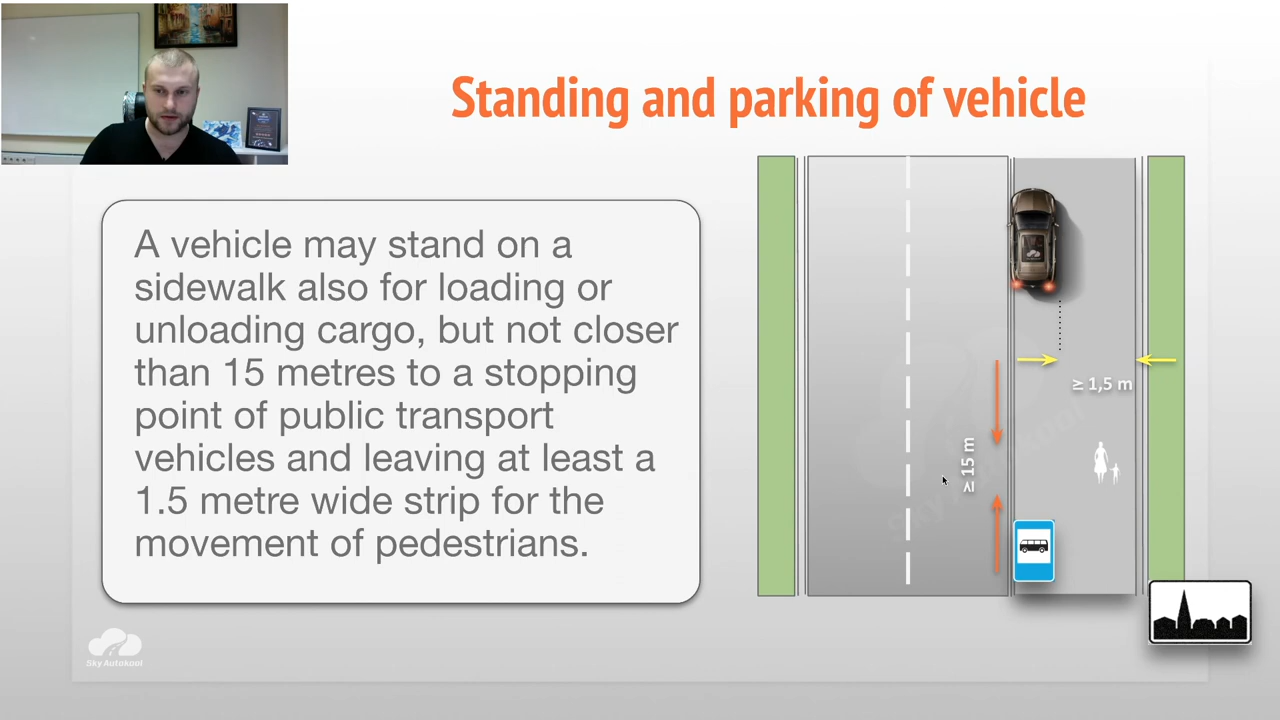 Standing and parking of vehicle
A vehicle may stand on a
sidewalk also for loading or
unloading cargo, but not closer
than 15 metres to a stopping
point of public transport
vehicles and leaving at least a
1.5 metre wide strip for the
movement of pedestrians.
≥ 1,5 m
≥ 15 m
Sky Autokool
Sky Autokool